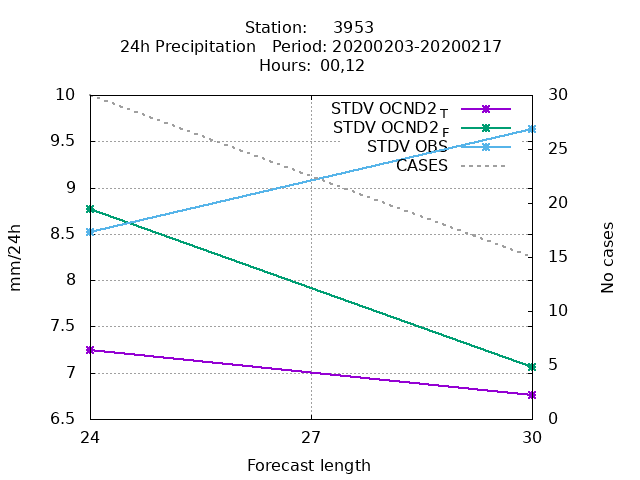 Station: 3953
24h Precipitation Period: 20200203-20200217
Hours: 00,12
10 30
STDV OCND2 T
STDV OCND2 F
STDV OBS
CASES
9.5 25
9 20
8.5 15
8 10
7.5 5
7
6.5 0
mm/24h
No cases
24 27 30
Forecast length